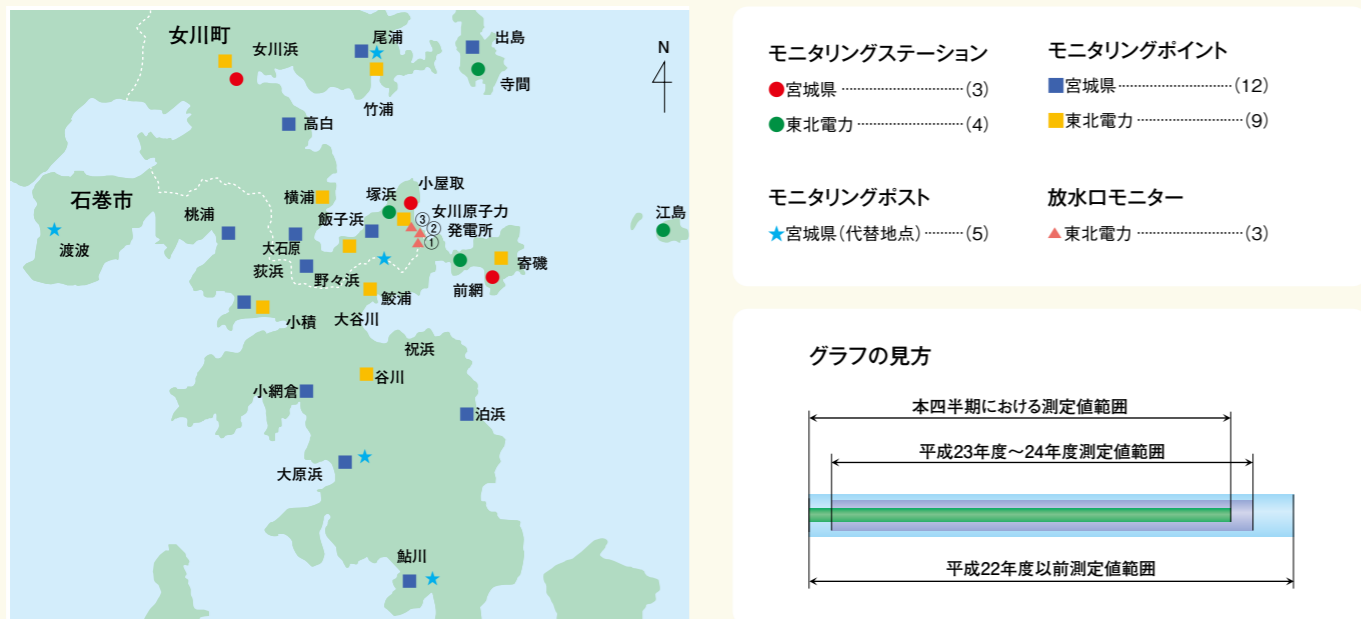 女川町
女川浜
尾浦
出島
寺間
竹浦
N
高白
石巻市
渡波
桃浦
横浦
塚浜
小屋取
飯子浜
女川原子力
発電所
③
②
①
江島
大石原
荻浜
野々浜
鮫浦
前網
寄磯
小積
大谷川
祝浜
谷川
小網倉
泊浜
大原浜
鮎川
モニタリングステーション
宮城県 (3)
東北電力 (4)
モニタリングポイント
宮城県 (12)
東北電力 (9)
モニタリングポスト
宮城県(代替地点) (5)
放水口モニター
東北電力 (3)
グラフの見方
本四半期における測定値範囲
平成23年度〜24年度測定値範囲
平成22年度以前測定値範囲